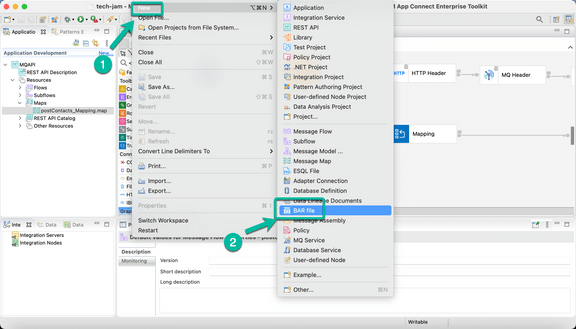 tech-jam
M App Connect Enterprise Toolkit
New
⌥⌘N
Open File...
Open Projects from File System...
Recent Files
Close
⌘W
Close All
⇧⌘W
Save
⌘S
Save As...
Save All
⇧⌘S
Revert
Move...
Rename...
F2
Refresh
F5
Convert Line Delimiters To
Print...
⌘P
Import...
Export...
Properties
⌘I
Switch Workspace
Restart
Application
Integration Service
REST API
Library
Test Project
Policy Project
.NET Project
Integration Project
Pattern Authoring Project
User-defined Node Project
Data Analysis Project
Project...
Message Flow
Subflow
Message Model ...
Message Map
ESQL File
Adapter Connection
Database Definition
Data Lineage Documents
BAR file
Message Assembly
Policy
MQ Service
Database Service
User-defined Node
Example...
Other...
⌘N
1
2
Applicatio
Patterns E
Application Development
New...
MQAPI
REST API Description
Resources
Flows
Subflows
Maps
postContacts_Mapping.map
REST API Catalog
Other Resources
HTTP
HTTP Header
MQ Header
Mapping
Inte
Data
Data
Integration Servers
Integration Nodes
Description
Monitoring
Version
Short description
Long description
Writable